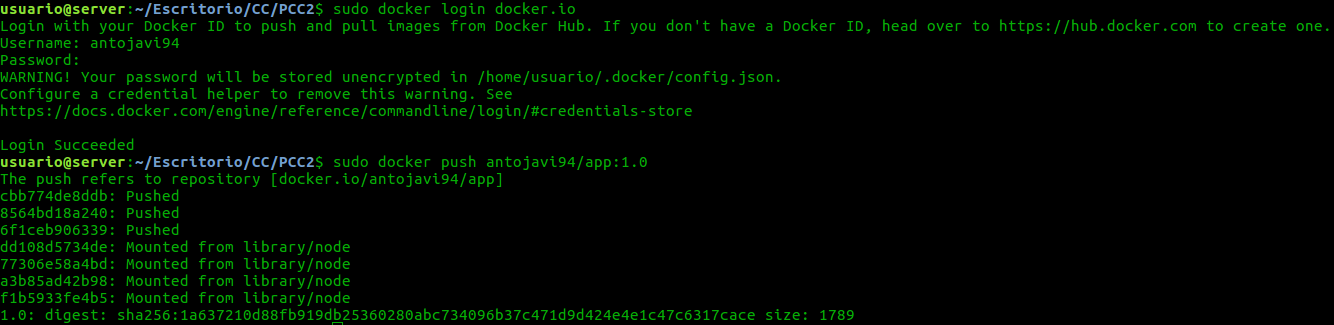 usuario@server:~/Escritorio/CC/PCC2$ sudo docker login docker.io
Login with your Docker ID to push and pull images from Docker Hub. If you don't have a Docker ID, head over to https://hub.docker.com to create one.
Username: antojavi94
Password:
WARNING! Your password will be stored unencrypted in /home/usuario/.docker/config.json.
Configure a credential helper to remove this warning. See
https://docs.docker.com/engine/reference/commandline/login/#credentials-store

Login Succeeded
usuario@server:~/Escritorio/CC/PCC2$ sudo docker push antojavi94/app:1.0
The push refers to repository [docker.io/antojavi94/app]
cbb774de8ddb: Pushed
8564bd18a240: Pushed
6f1ceb906339: Pushed
dd108d5734de: Mounted from library/node
77306e58a4bd: Mounted from library/node
a3b85ad42b98: Mounted from library/node
f1b5933fe4b5: Mounted from library/node
1.0: digest: sha256:1a637210d88fb919db25360280abc734096b37c471d9d424e4e1c47c6317cace size: 1789